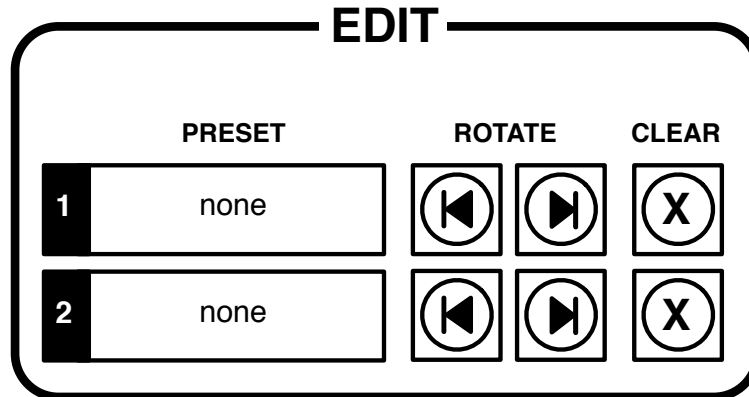 EDIT
PRESET ROTATE CLEAR
1 none X
2 none X